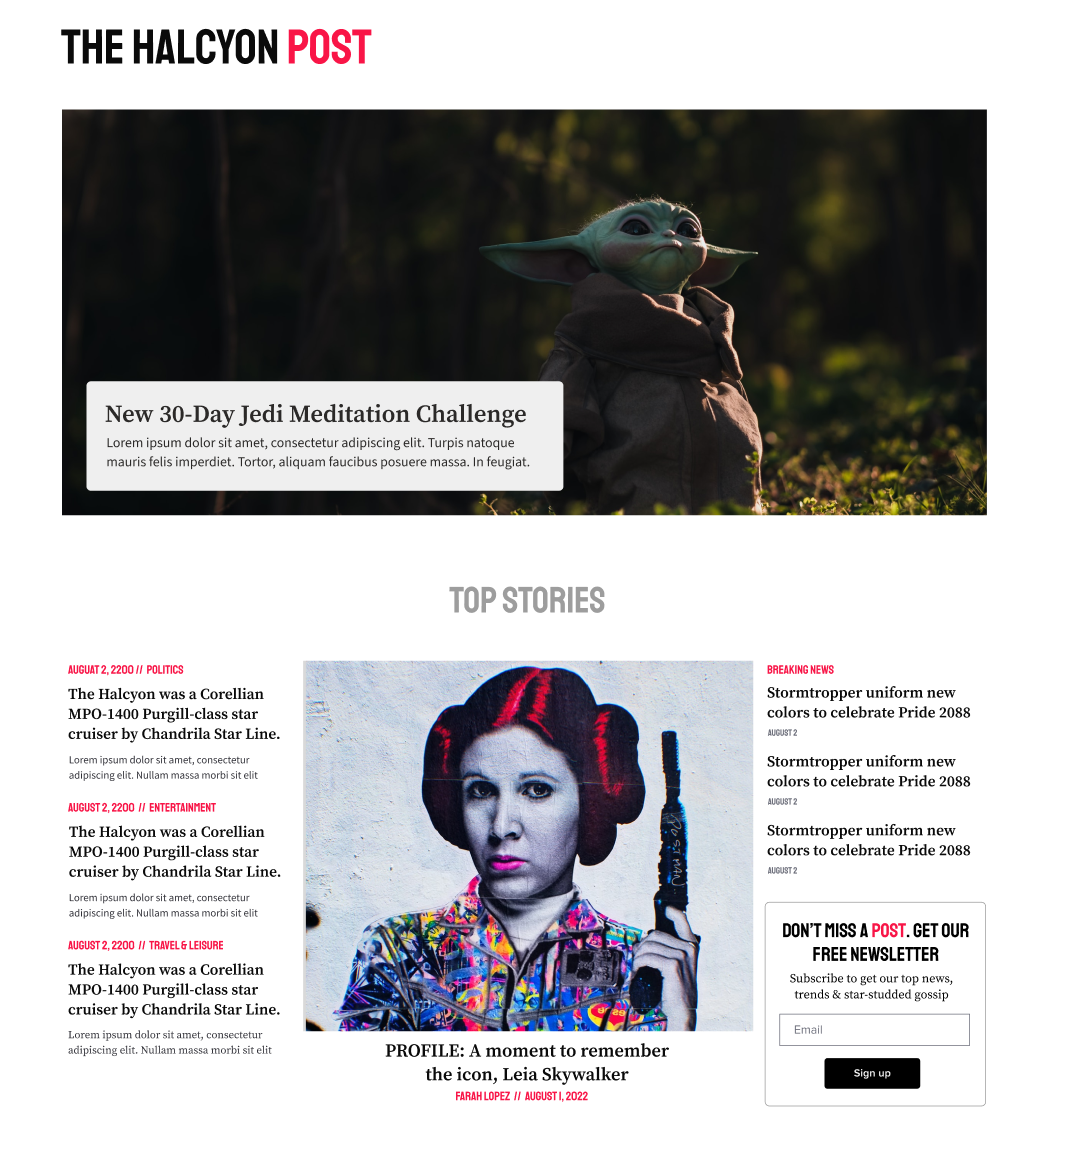 THE HALCYON POST
New 30-Day Jedi Meditation Challenge
Lorem ipsum dolor sit amet, consectetur adipiscing elit. Turpis natoque
mauris felis imperdiet. Tortor, aliquam faucibus posuere massa. In feugiat.
TOP STORIES
AUGUAT 2, 2200 // POLITICS
The Halcyon was a Corellian
MPO-1400 Purgill-class star
cruiser by Chandrila Star Line.
Lorem ipsum dolor sit amet, consectetur
adipiscing elit. Nullam massa morbi sit elit
AUGUST 2, 2200 // ENTERTAINMENT
The Halcyon was a Corellian
MPO-1400 Purgill-class star
cruiser by Chandrila Star Line.
Lorem ipsum dolor sit amet, consectetur
adipiscing elit. Nullam massa morbi sit elit
AUGUST 2, 2200 // TRAVEL & LEISURE
The Halcyon was a Corellian
MPO-1400 Purgill-class star
cruiser by Chandrila Star Line.
Lorem ipsum dolor sit amet, consectetur
adipiscing elit. Nullam massa morbi sit elit
PROFILE: A moment to remember
the icon, Leia Skywalker
FARAH LOPEZ // AUGUST 1, 2022
BREAKING NEWS
Stormtropper uniform new
colors to celebrate Pride 2088
AUGUST 2
Stormtropper uniform new
colors to celebrate Pride 2088
AUGUST 2
Stormtropper uniform new
colors to celebrate Pride 2088
AUGUST 2
DON'T MISS A POST. GET OUR
FREE NEWSLETTER
Subscribe to get our top news,
trends & star-studded gossip
Email
Sign up